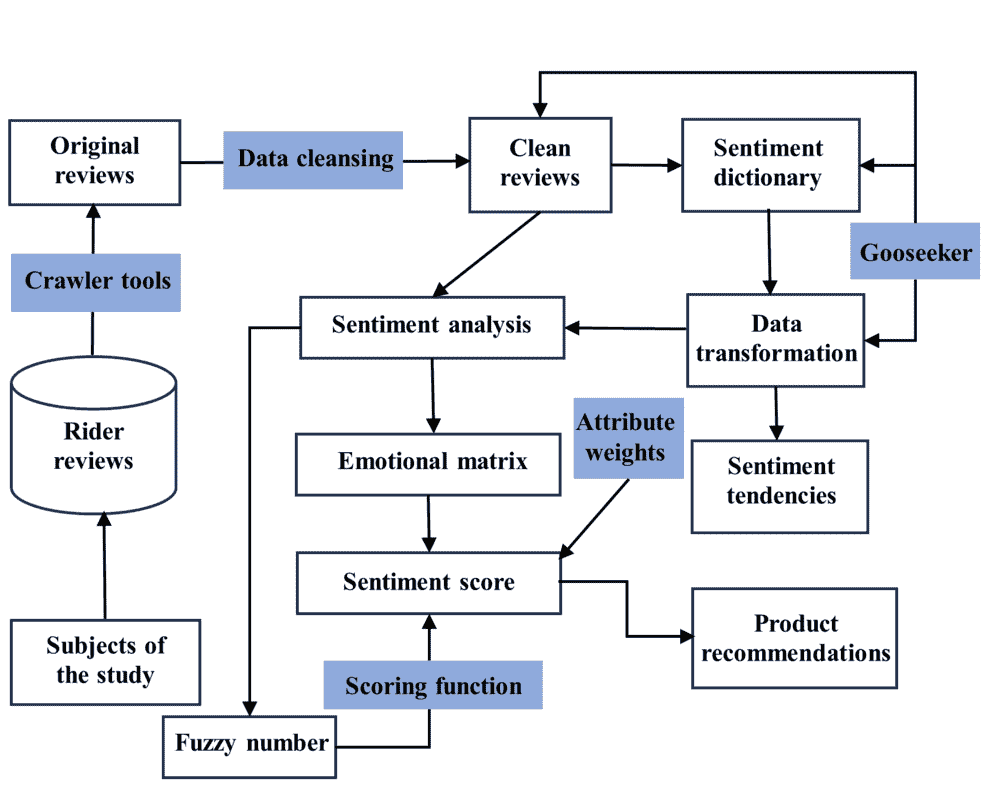 Original
reviews
Data cleansing
Clean
reviews
Sentiment
dictionary
Gooseeker
Crawler tools
Sentiment analysis
Data
transformation
Rider
reviews
Attribute
weights
Emotional matrix
Sentiment
tendencies
Sentiment score
Subjects of
the study
Product
recommendations
Scoring function
Fuzzy number